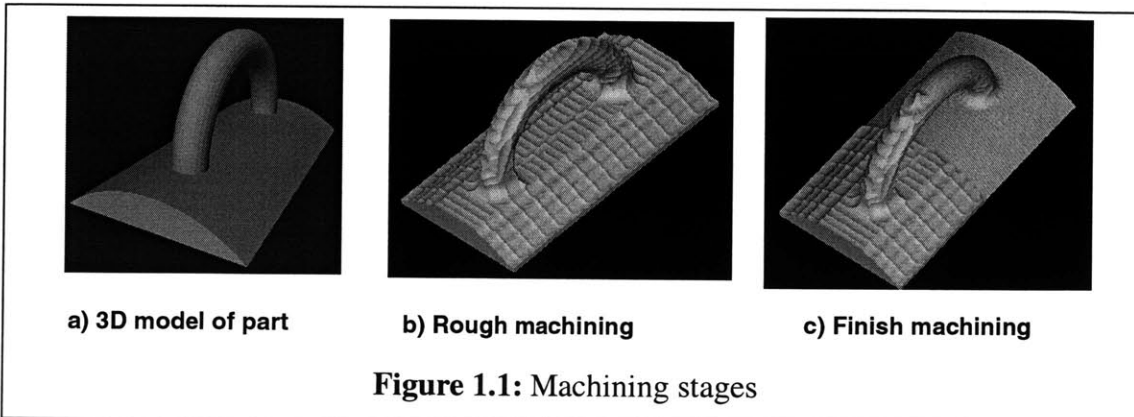 a) 3D model of part
b) Rough machining
c) Finish machining
Figure 1.1: Machining stages